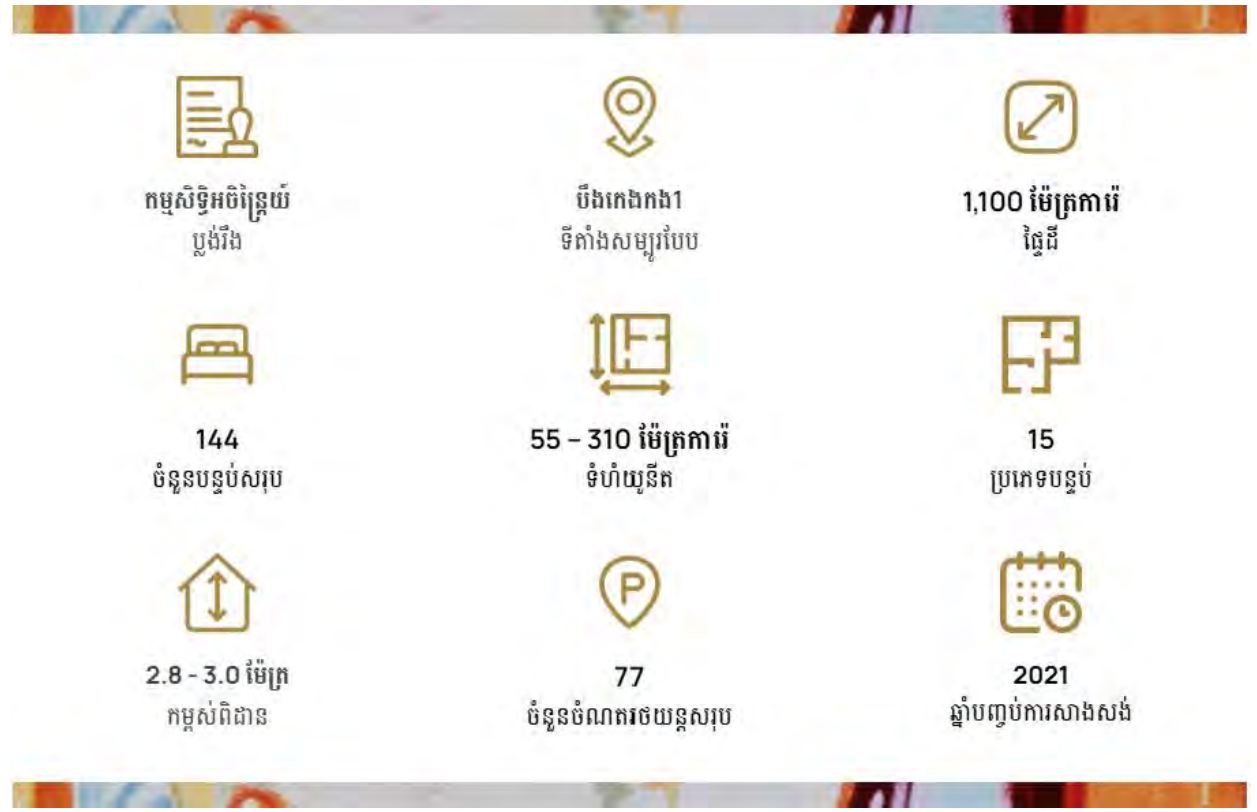 កម្មសិទ្ធិអចិន្ត្រៃយ៍
ប្លង់រឹង
បឹងកេងកង1
ទីតាំងសម្បូរបែប
1,100 ម៉ែត្រការ៉េ
ផ្ទៃដី
144
ចំនួនបន្ទប់សរុប
55 – 310 ម៉ែត្រការ៉េ
ទំហំយូនីត
15
ប្រភេទបន្ទប់
2.8 - 3.0 ម៉ែត្រ
កម្ពស់ពិដាន
P
77
ចំនួនចំណតរថយន្តសរុប
2021
ឆ្នាំបញ្ចប់ការសាងសង់